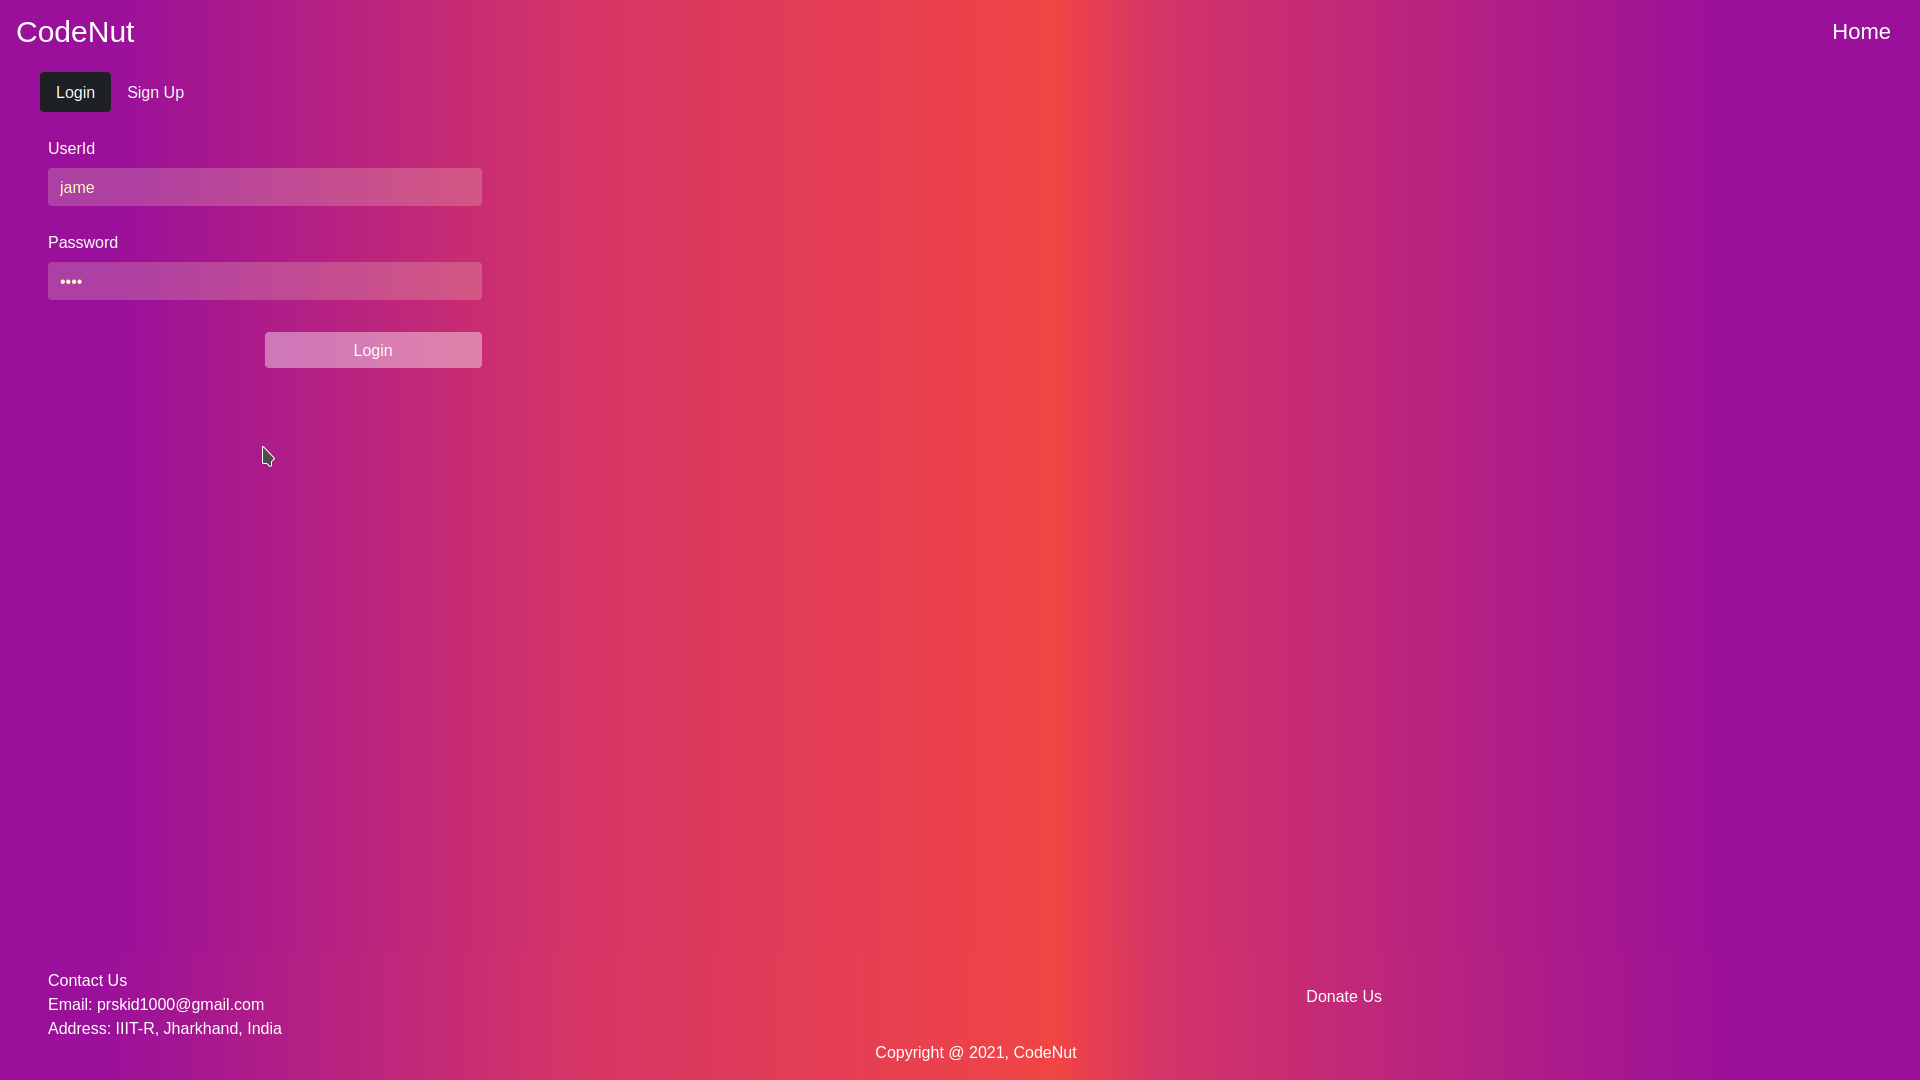 CodeNut
Home
Login
Sign Up
UserId
jame
Password
••••
Login
Contact Us
Email: prskid1000@gmail.com
Address: IIIT-R, Jharkhand, India
Donate Us
Copyright @ 2021, CodeNut